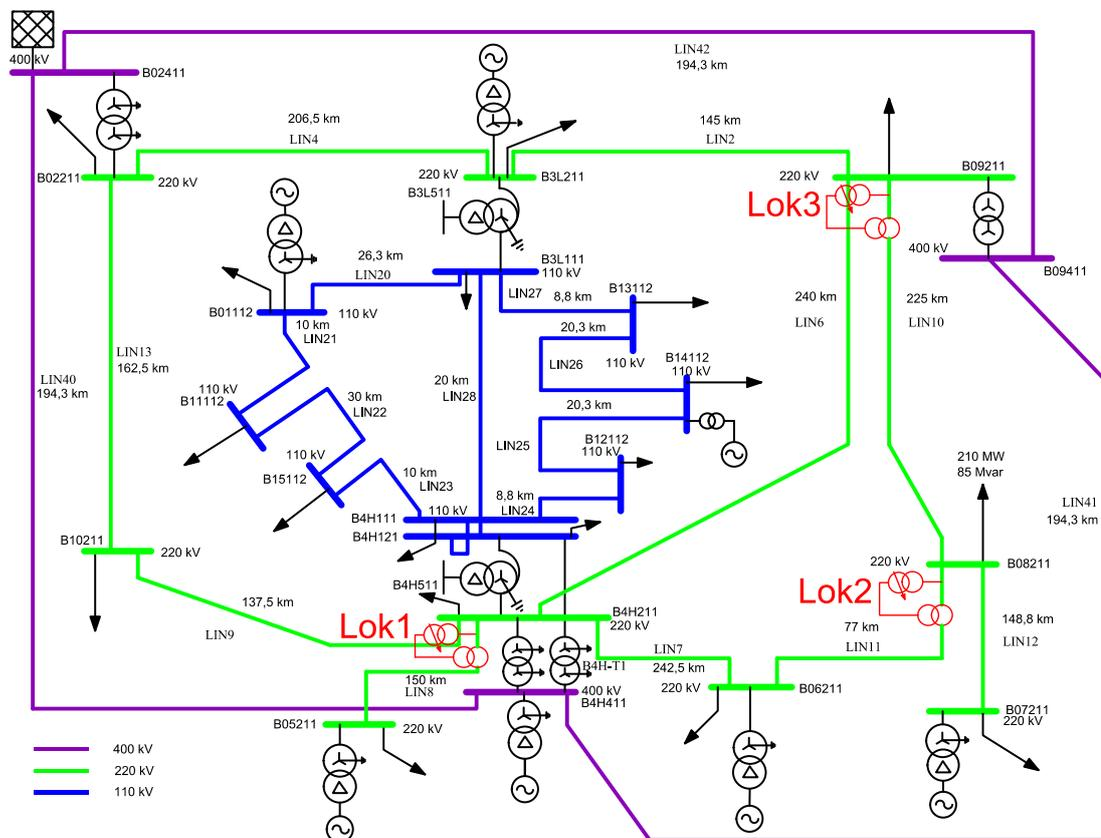 400 kV
B02411
LIN42
194,3 km
206,5 km
LIN4
145 km
LIN2
B02211
220 kV
220 kV
B3L211
B3L511
220 kV
B09211
Lok3
400 kV
B09411
26,3 km
LIN20
B3L111
110 kV
B01112
110 kV
10 km
LIN21
LIN27
8,8 km
B13112
20,3 km
110 kV
LIN26
B14112
110 kV
240 km
LIN6
225 km
LIN10
LIN13
162,5 km
LIN40
194,3 km
110 kV
B11112
30 km
LIN22
20 km
LIN28
20,3 km
LIN25
B12112
110 kV
110 kV
B15112
10 km
LIN23
8,8 km
LIN24
110 kV
B4H111
B4H121
210 MW
85 Mvar
LIN41
194,3 km
B10211
220 kV
B4H511
220 kV
B08211
Lok2
137,5 km
LIN9
Lok1
B4H211
220 kV
77 km
LIN11
148,8 km
LIN12
150 km
LIN8
B4H-T1
LIN7
242,5 km
220 kV
B06211
400 kV
B4H411
B05211
220 kV
B07211
220 kV
400 kV
220 kV
110 kV